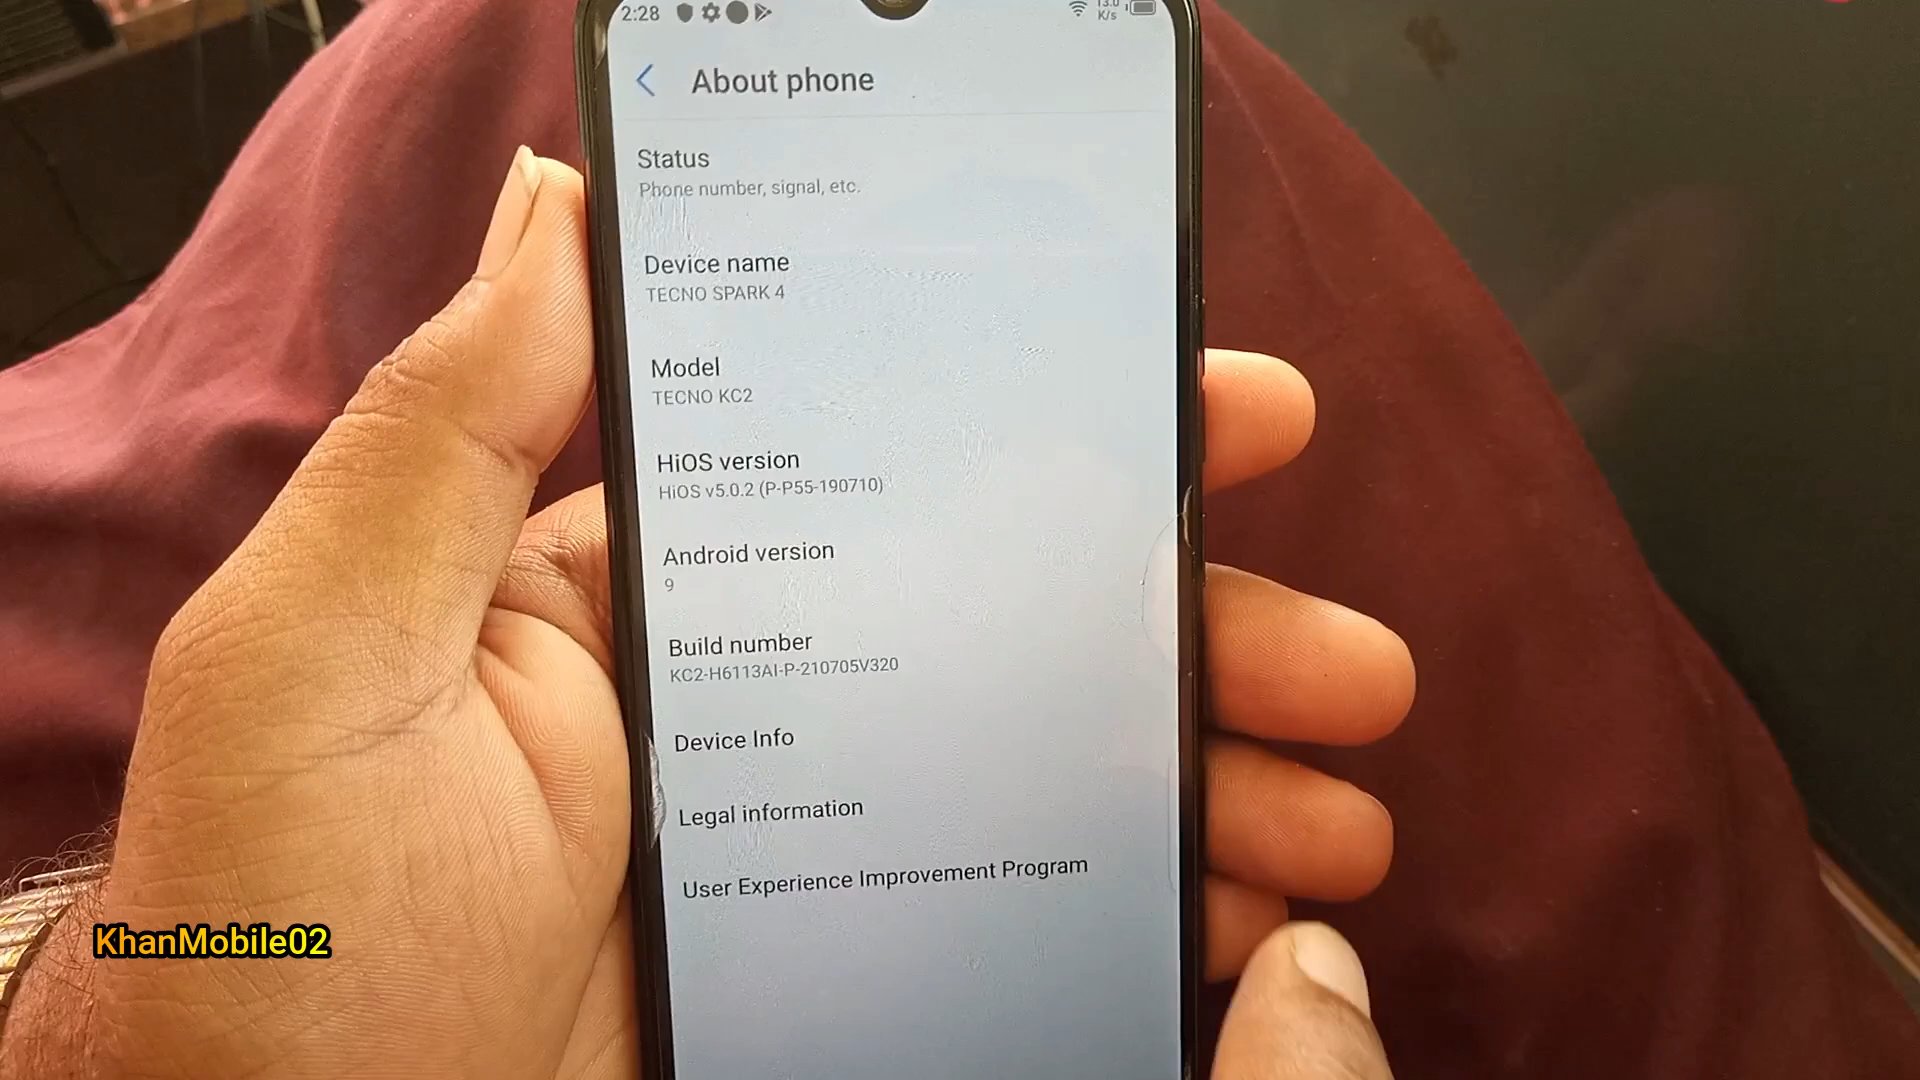 2:28
13.0
K/s
About phone
Status
Phone number, signal, etc.
Device name
TECNO SPARK 4
Model
TECNO KC2
HiOS version
HiOS v5.0.2 (P-P55-190710)
Android version
9
Build number
KC2-H6113AI-P-210705V320
Device Info
Legal information
User Experience Improvement Program
KhanMobile02